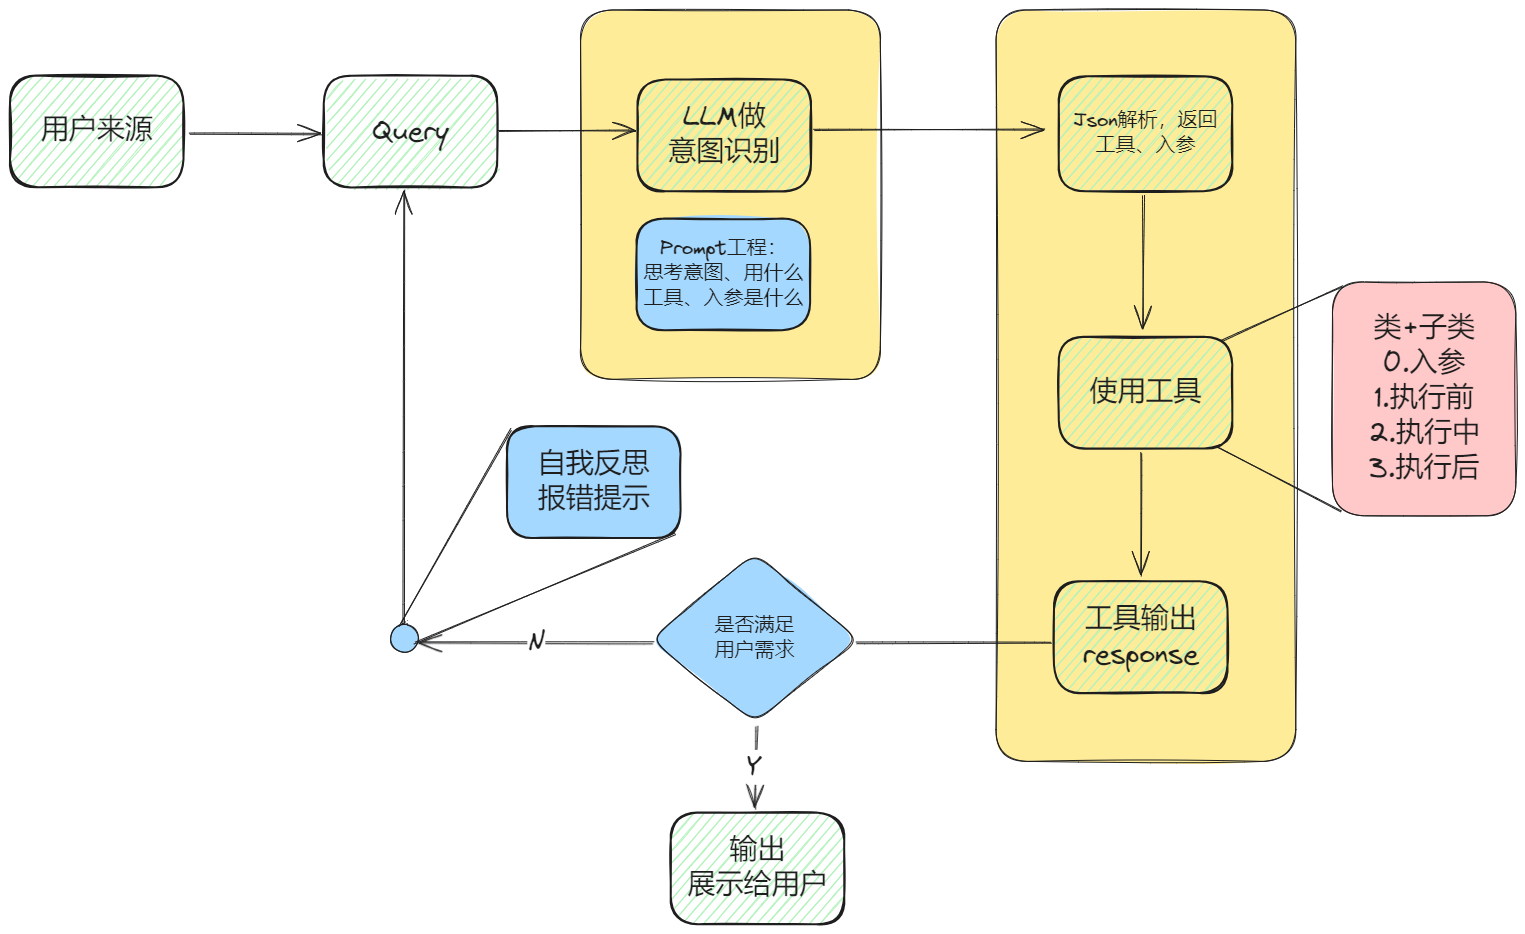 用户来源
Query
LLM做
意图识别
Json解析，返回
工具、入参
Prompt工程：
思考意图、用什么
工具、入参是什么
使用工具
类+子类
0.入参
1.执行前
2.执行中
3.执行后
自我反思
报错提示
是否满足
用户需求
N
工具输出
response
Y
输出
展示给用户